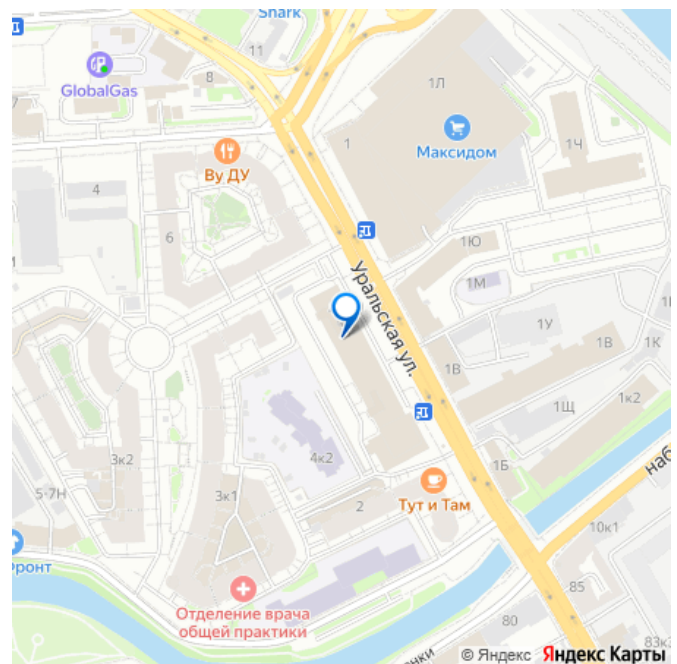 Shark
11
GlobalGas
8
1Л
1
Максидом
1Ч
Ву ДУ
4
6
1Ю
1М
Уральская ул.
1У
1В
1К
1В
1Щ
1к2
3к2
4к2
5-7Н
3к1
2
Тут и Там
1Б
наб
10к1
Фронт
85
Отделение врача
общей практики
80
83к
© Яндекс Яндекс Карты